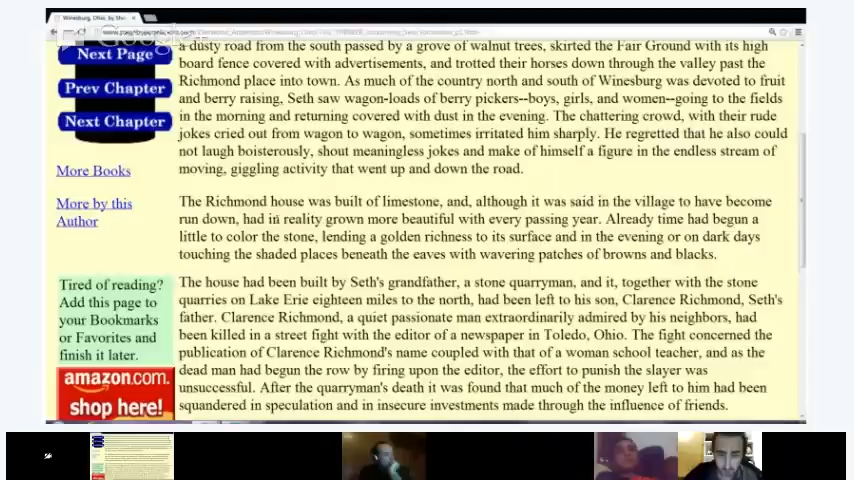 Winesburg, Ohio, by Sher
Google
Next Page
Prev Chapter
Next Chapter
More Books
More by this
Author
Tired of reading?
Add this page to
your Bookmarks
or Favorites and
finish it later.
amazon.com.
shop here!
a dusty road from the south passed by a grove of walnut trees, skirted the Fair Ground with its high
board fence covered with advertisements, and trotted their horses down through the valley past the
Richmond place into town. As much of the country north and south of Winesburg was devoted to fruit
and berry raising, Seth saw wagon-loads of berry pickers--boys, girls, and women--going to the fields
in the morning and returning covered with dust in the evening. The chattering crowd, with their rude
jokes cried out from wagon to wagon, sometimes irritated him sharply. He regretted that he also could
not laugh boisterously, shout meaningless jokes and make of himself a figure in the endless stream of
moving, giggling activity that went up and down the road.
The Richmond house was built of limestone, and, although it was said in the village to have become
run down, had in reality grown more beautiful with every passing year. Already time had begun a
little to color the stone, lending a golden richness to its surface and in the evening or on dark days
touching the shaded places beneath the eaves with wavering patches of browns and blacks.
The house had been built by Seth's grandfather, a stone quarryman, and it, together with the stone
quarries on Lake Erie eighteen miles to the north, had been left to his son, Clarence Richmond, Seth's
father. Clarence Richmond, a quiet passionate man extraordinarily admired by his neighbors, had
been killed in a street fight with the editor of a newspaper in Toledo, Ohio. The fight concerned the
publication of Clarence Richmond's name coupled with that of a woman school teacher, and as the
dead man had begun the row by firing upon the editor, the effort to punish the slayer was
unsuccessful. After the quarryman's death it was found that much of the money left to him had been
squandered in speculation and in insecure investments made through the influence of friends.